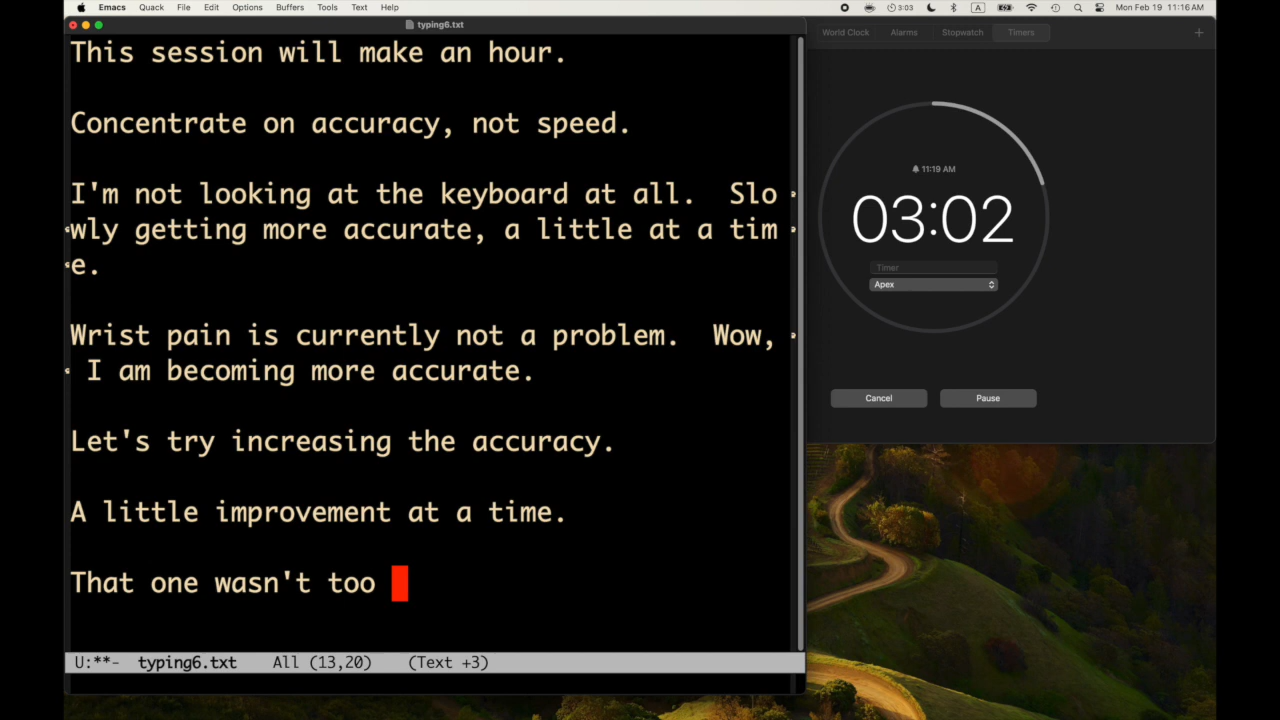 Emacs Quack File Edit Options Buffers Tools Text Help
3:03 A Mon Feb 19 11:16 AM
typing6.txt
This session will make an hour.
Concentrate on accuracy, not speed.
I'm not looking at the keyboard at all.  Slo
wly getting more accurate, a little at a tim
e.
Wrist pain is currently not a problem.  Wow,
I am becoming more accurate.
Let's try increasing the accuracy.
A little improvement at a time.
That one wasn't too
U:**-  typing6.txt    All (13,20)    (Text +3)
World Clock Alarms Stopwatch Timers +
11:19 AM
03:02
Timer
Apex
Cancel Pause